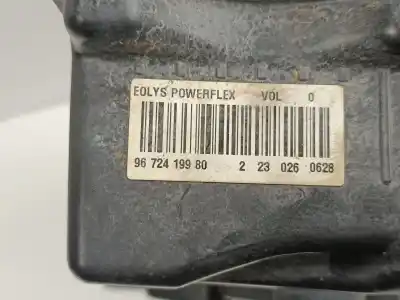 EOLYS POWERFLEX VOL 0
96 724 199 80 2 23 026 0628